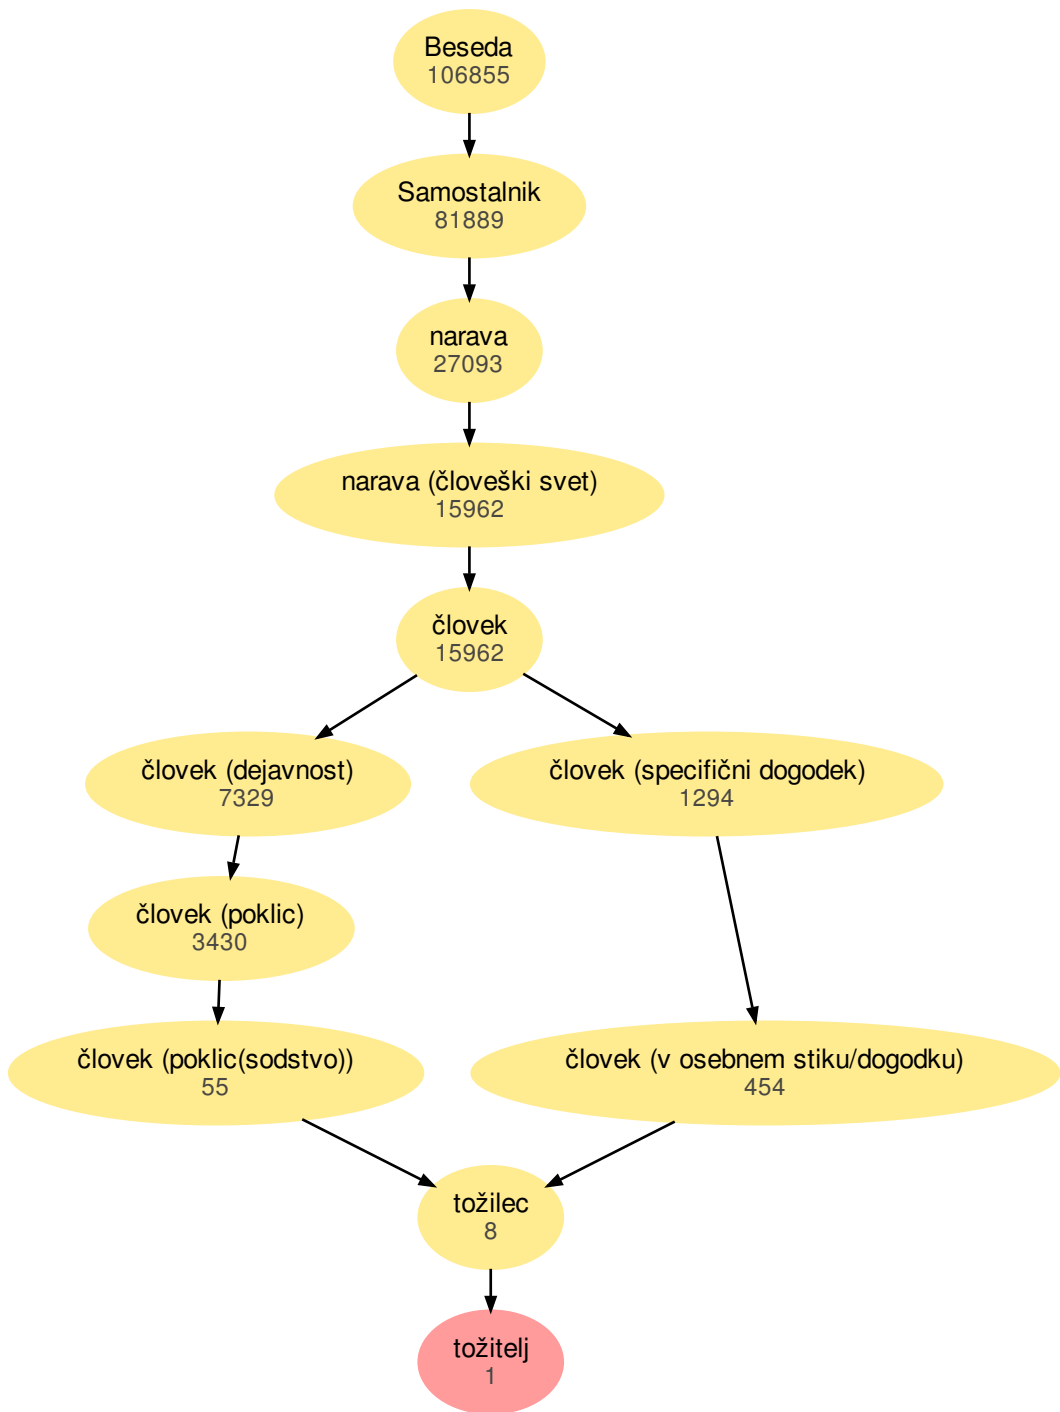 Beseda
106855
Samostalnik
81889
narava
27093
narava (človeški svet)
15962
človek
15962
človek (dejavnost)
7329
človek (specifični dogodek)
1294
človek (poklic)
3430
človek (poklic(sodstvo))
55
človek (v osebnem stiku/dogodku)
454
tožilec
8
tožitelj
1